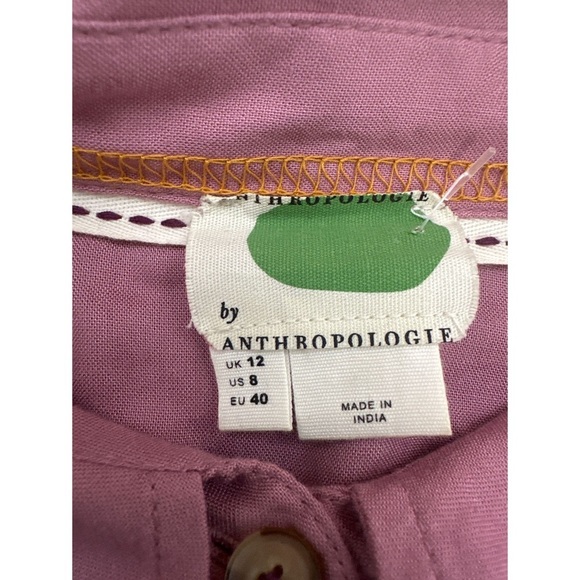 ANTHROPOLOGIE
by
ANTHROPOLOGIE
UK 12
US 8
EU 40
MADE IN
INDIA